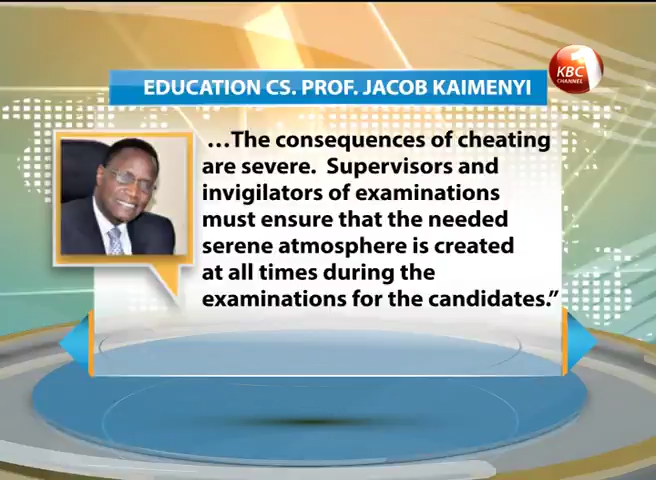 EDUCATION CS. PROF. JACOB KAIMENYI
KBC
CHANNEL
1
...The consequences of cheating
are severe. Supervisors and
invigilators of examinations
must ensure that the needed
serene atmosphere is created
at all times during the
examinations for the candidates.”